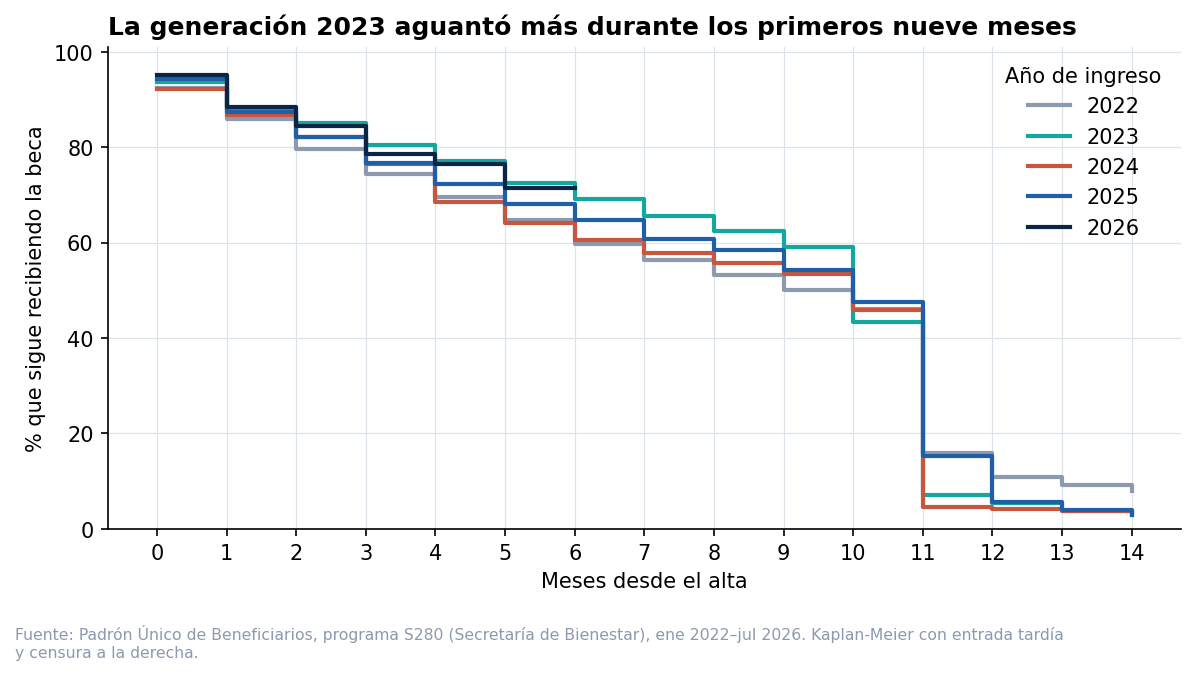 La generación 2023 aguantó más durante los primeros nueve meses
% que sigue recibiendo la beca
100
80
60
40
20
0
Año de ingreso
2022
2023
2024
2025
2026
0 1 2 3 4 5 6 7 8 9 10 11 12 13 14
Meses desde el alta
Fuente: Padrón Único de Beneficiarios, programa S280 (Secretaría de Bienestar), ene 2022–jul 2026. Kaplan-Meier con entrada tardía
y censura a la derecha.